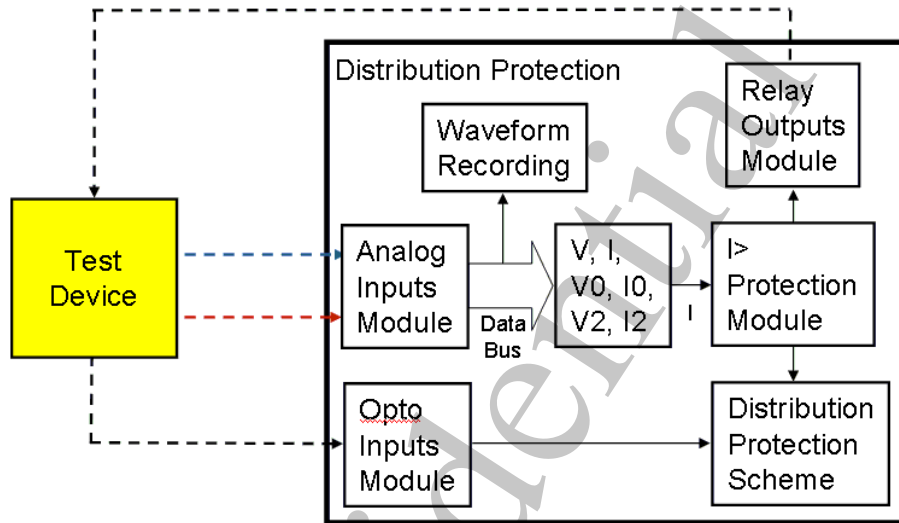 Distribution Protection
Waveform
Recording
Relay
Outputs
Module
Test
Device
Analog
Inputs
Module
Data
Bus
V, I,
V0, I0,
V2, I2
I
I>
Protection
Module
Opto
Inputs
Module
Distribution
Protection
Scheme
idential